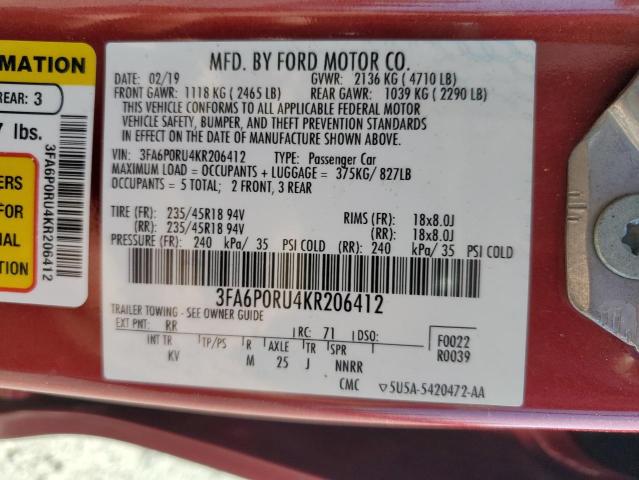 MATION
REAR: 3
7 lbs.
ERS
FOR
NAL
ION
3FA6P0RU4KR206412
MFD. BY FORD MOTOR CO.
DATE: 02/19 GVWR: 2136 KG ( 4710 LB)
FRONT GAWR: 1118 KG ( 2465 LB) REAR GAWR: 1039 KG ( 2290 LB)
THIS VEHICLE CONFORMS TO ALL APPLICABLE FEDERAL MOTOR
VEHICLE SAFETY, BUMPER, AND THEFT PREVENTION STANDARDS
IN EFFECT ON THE DATE OF MANUFACTURE SHOWN ABOVE.
VIN: 3FA6P0RU4KR206412 TYPE: Passenger Car
MAXIMUM LOAD = OCCUPANTS + LUGGAGE = 375KG/ 827LB
OCCUPANTS = 5 TOTAL; 2 FRONT, 3 REAR
TIRE (FR): 235/45R18 94V RIMS (FR): 18x8.0J
(RR): 235/45R18 94V (RR): 18x8.0J
PRESSURE (FR): 240 kPa/ 35 PSI COLD (RR): 240 kPa/ 35 PSI COLD
3FA6P0RU4KR206412
TRAILER TOWING - SEE OWNER GUIDE
EXT PNT: RR RC: 71 DSO: F0022
INT TR TP/PS R AXLE TR SPR R0039
KV M 25 J NNRR
CMC 5U5A-5420472-AA